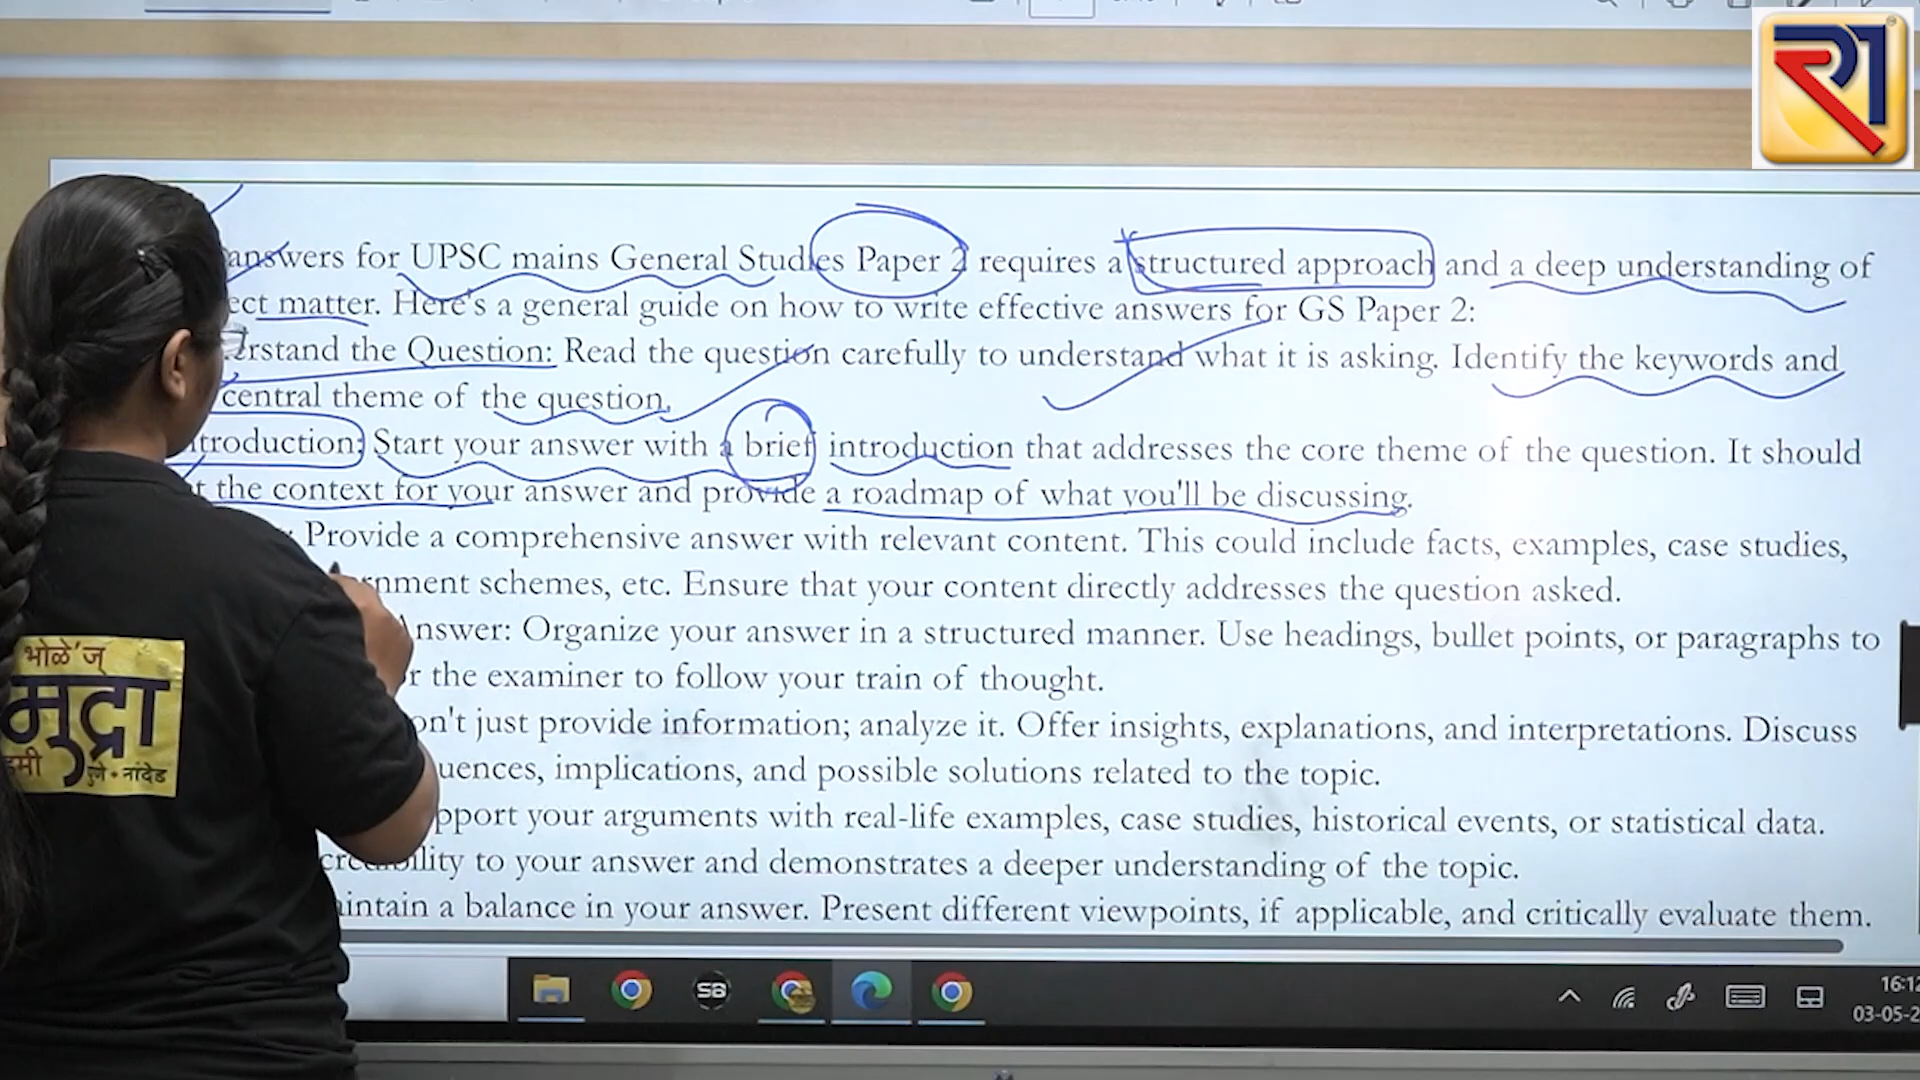 answers for UPSC mains General Studies Paper 2 requires a structured approach and a deep understanding of
ect matter. Here's a general guide on how to write effective answers for GS Paper 2:
erstand the Question: Read the question carefully to understand what it is asking. Identify the keywords and
central theme of the question.
troduction: Start your answer with a brief introduction that addresses the core theme of the question. It should
t the context for your answer and provide a roadmap of what you'll be discussing.
: Provide a comprehensive answer with relevant content. This could include facts, examples, case studies,
rnment schemes, etc. Ensure that your content directly addresses the question asked.
Answer: Organize your answer in a structured manner. Use headings, bullet points, or paragraphs to
r the examiner to follow your train of thought.
on't just provide information; analyze it. Offer insights, explanations, and interpretations. Discuss
uences, implications, and possible solutions related to the topic.
pport your arguments with real-life examples, case studies, historical events, or statistical data.
credibility to your answer and demonstrates a deeper understanding of the topic.
intain a balance in your answer. Present different viewpoints, if applicable, and critically evaluate them.
भोळे'ज्
मुद्रा
पुणे • नांदेड
sa
16:12
03-05-2